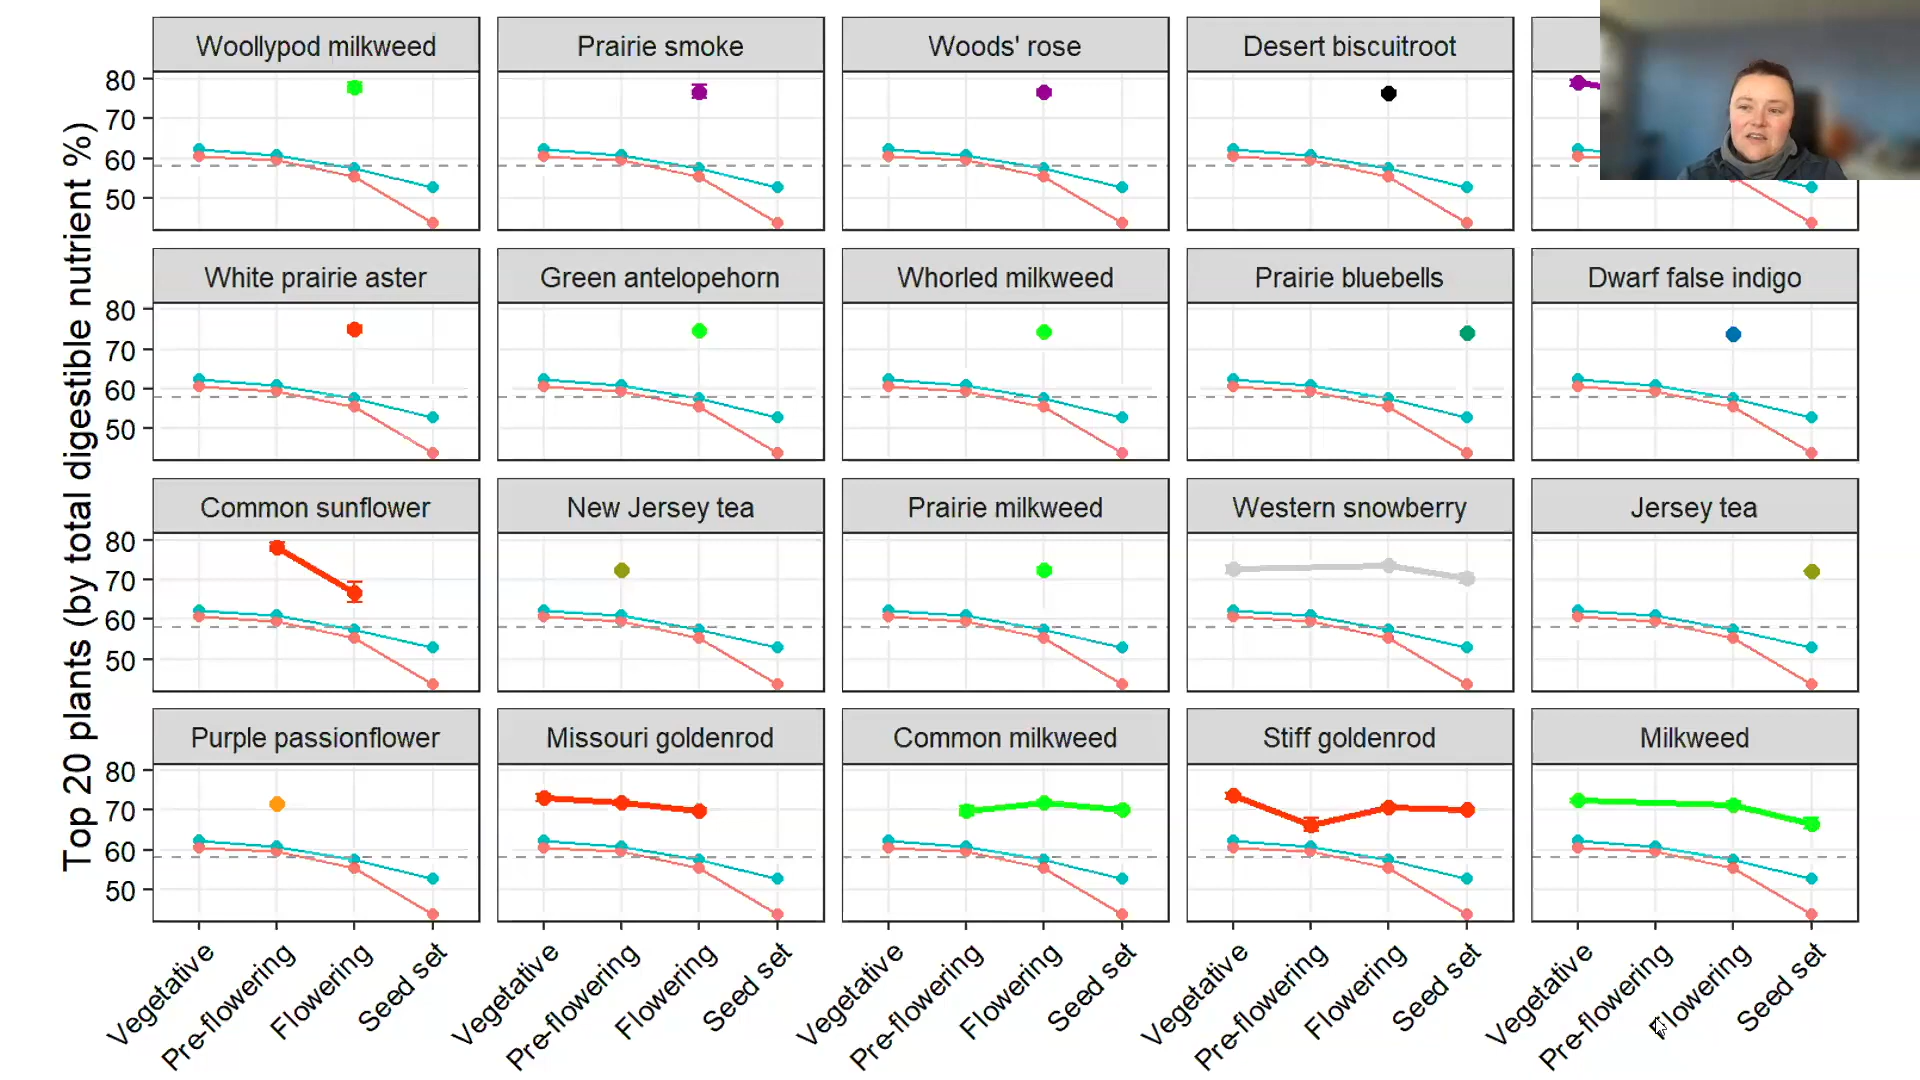 Top 20 plants (by total digestible nutrient %)
Woollypod milkweed
Prairie smoke
Woods' rose
Desert biscuitroot
80
70
60
50
White prairie aster
Green antelopehorn
Whorled milkweed
Prairie bluebells
Dwarf false indigo
80
70
60
50
Common sunflower
New Jersey tea
Prairie milkweed
Western snowberry
Jersey tea
80
70
60
50
Purple passionflower
Missouri goldenrod
Common milkweed
Stiff goldenrod
Milkweed
80
70
60
50
Vegetative
Pre-flowering
Flowering
Seed set
Vegetative
Pre-flowering
Flowering
Seed set
Vegetative
Pre-flowering
Flowering
Seed set
Vegetative
Pre-flowering
Flowering
Seed set
Vegetative
Pre-flowering
Flowering
Seed set